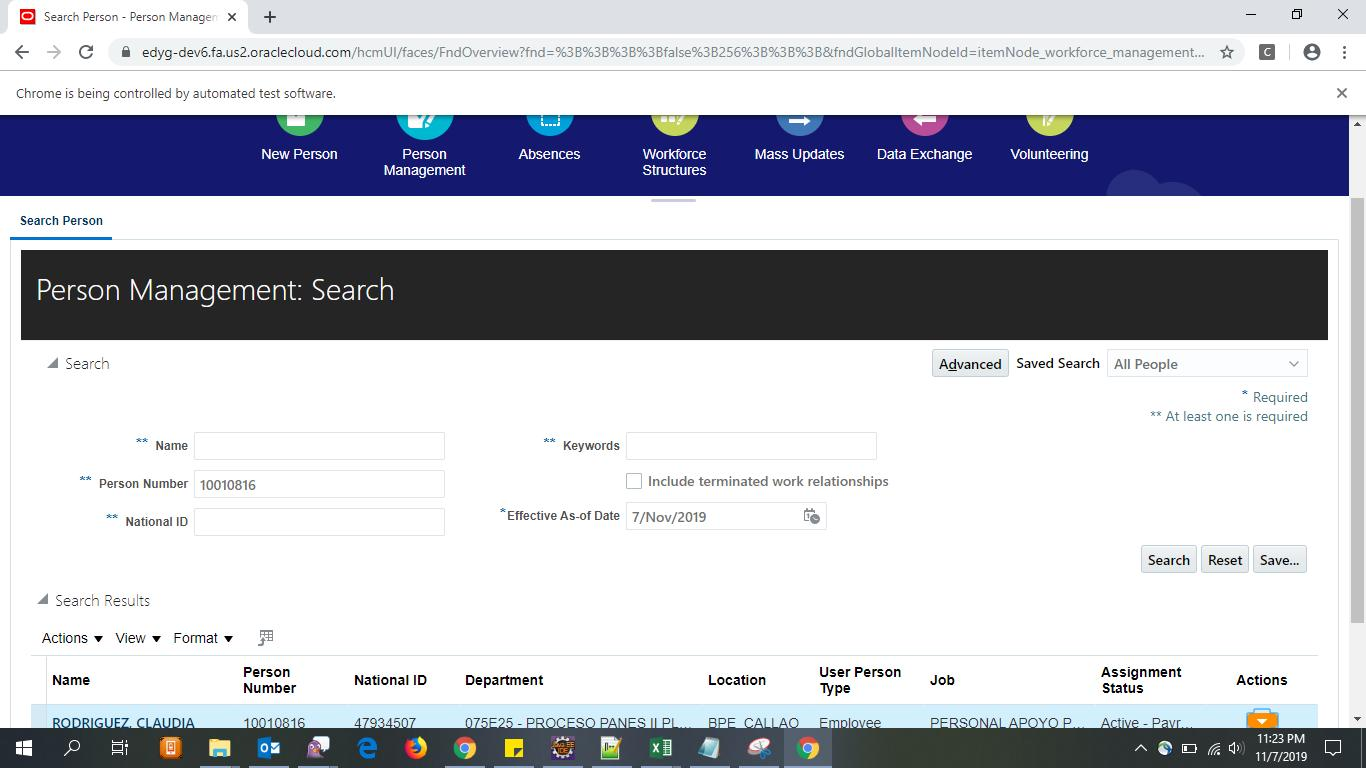 Search Person - Person Managem
edyg-dev6.fa.us2.oraclecloud.com/hcmUI/faces/FndOverview?fnd=%3B%3B%3B%3Bfalse%3B256%3B%3B%3B&fndGlobalItemNodeId=itemNode_workforce_management...
C
Chrome is being controlled by automated test software.
New Person
Person Management
Absences
Workforce Structures
Mass Updates
Data Exchange
Volunteering
Search Person
Person Management: Search
Search
Advanced
Saved Search
All People
* Required
** At least one is required
** Name
** Keywords
** Person Number 10010816
Include terminated work relationships
** National ID
*Effective As-of Date 7/Nov/2019
Search
Reset
Save...
Search Results
Actions
View
Format
Name
Person Number
National ID
Department
Location
User Person Type
Job
Assignment Status
Actions
RODRIGUEZ, CLAUDIA
10010816
47934507
075E25 - PROCESO PANES II PL...
BPE_CALLAO
Employee
PERSONAL APOYO P...
Active - Payr...
11:23 PM
11/7/2019